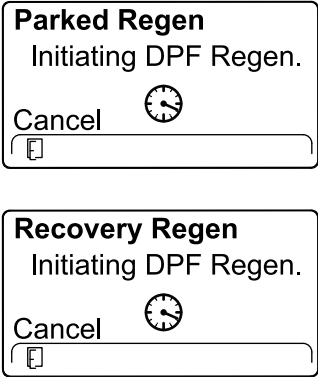 Parked Regen
Initiating DPF Regen.
Cancel
Recovery Regen
Initiating DPF Regen.
Cancel